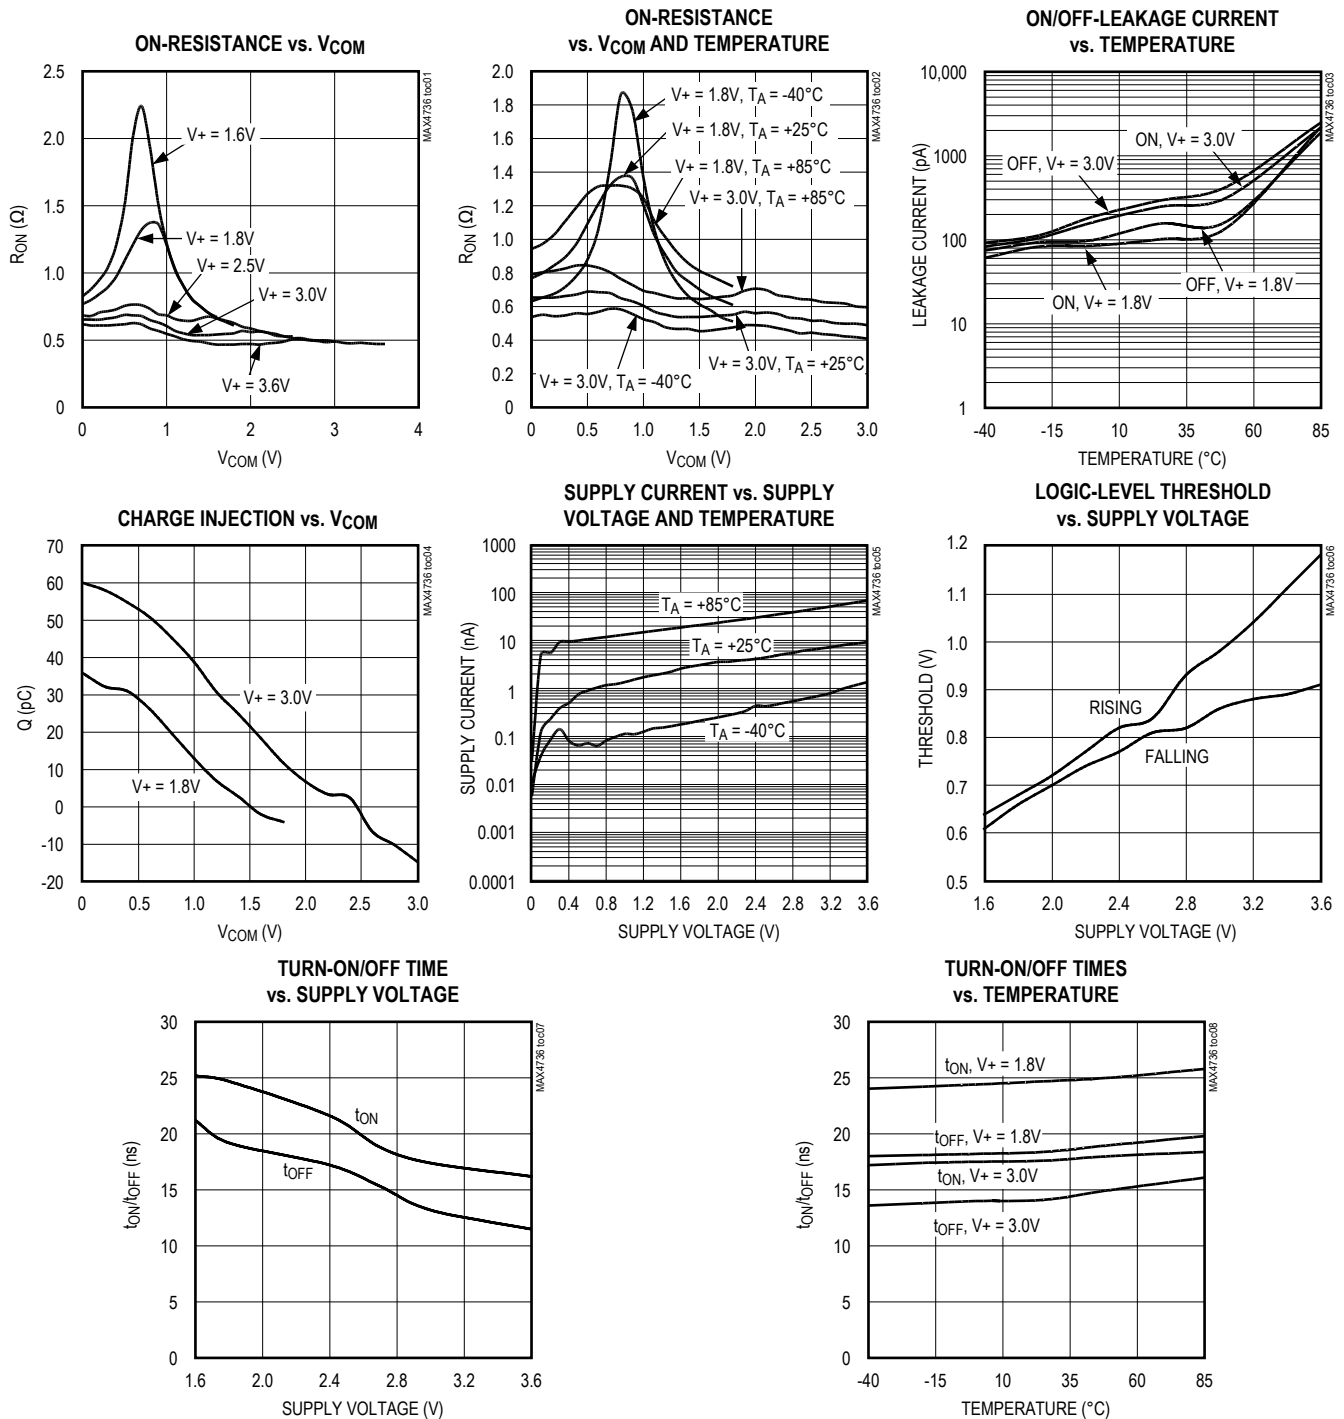 ON-RESISTANCE vs. VCOM
2.5
2.0
1.5
1.0
0.5
0
RON (Ω)
V+ = 1.6V
V+ = 1.8V
V+ = 2.5V
V+ = 3.0V
V+ = 3.6V
0 1 2 3 4
VCOM (V)
MAX4736 toc01
ON-RESISTANCE
vs. VCOM AND TEMPERATURE
2.0
1.8
1.6
1.4
1.2
1.0
0.8
0.6
0.4
0.2
0
RON (Ω)
V+ = 1.8V, TA = -40°C
V+ = 1.8V, TA = +25°C
V+ = 1.8V, TA = +85°C
V+ = 3.0V, TA = +85°C
V+ = 3.0V, TA = +25°C
V+ = 3.0V, TA = -40°C
0 0.5 1.0 1.5 2.0 2.5 3.0
VCOM (V)
MAX4736 toc02
ON/OFF-LEAKAGE CURRENT
vs. TEMPERATURE
10,000
1000
100
10
1
LEAKAGE CURRENT (pA)
ON, V+ = 3.0V
OFF, V+ = 3.0V
OFF, V+ = 1.8V
ON, V+ = 1.8V
-40 -15 10 35 60 85
TEMPERATURE (°C)
MAX4736 toc03
CHARGE INJECTION vs. VCOM
70
60
50
40
30
20
10
0
-10
-20
Q (pC)
V+ = 3.0V
V+ = 1.8V
0 0.5 1.0 1.5 2.0 2.5 3.0
VCOM (V)
MAX4736 toc04
SUPPLY CURRENT vs. SUPPLY
VOLTAGE AND TEMPERATURE
1000
100
10
1
0.1
0.01
0.001
0.0001
SUPPLY CURRENT (nA)
TA = +85°C
TA = +25°C
TA = -40°C
0 0.4 0.8 1.2 1.6 2.0 2.4 2.8 3.2 3.6
SUPPLY VOLTAGE (V)
MAX4736 toc05
LOGIC-LEVEL THRESHOLD
vs. SUPPLY VOLTAGE
1.2
1.1
1.0
0.9
0.8
0.7
0.6
0.5
THRESHOLD (V)
RISING
FALLING
1.6 2.0 2.4 2.8 3.2 3.6
SUPPLY VOLTAGE (V)
MAX4736 toc06
TURN-ON/OFF TIME
vs. SUPPLY VOLTAGE
30
25
20
15
10
5
0
tON/tOFF (ns)
tON
tOFF
1.6 2.0 2.4 2.8 3.2 3.6
SUPPLY VOLTAGE (V)
MAX4736 toc07
TURN-ON/OFF TIMES
vs. TEMPERATURE
30
25
20
15
10
5
0
tON/tOFF (ns)
tON, V+ = 1.8V
tOFF, V+ = 1.8V
tON, V+ = 3.0V
tOFF, V+ = 3.0V
-40 -15 10 35 60 85
TEMPERATURE (°C)
MAX4736 toc08